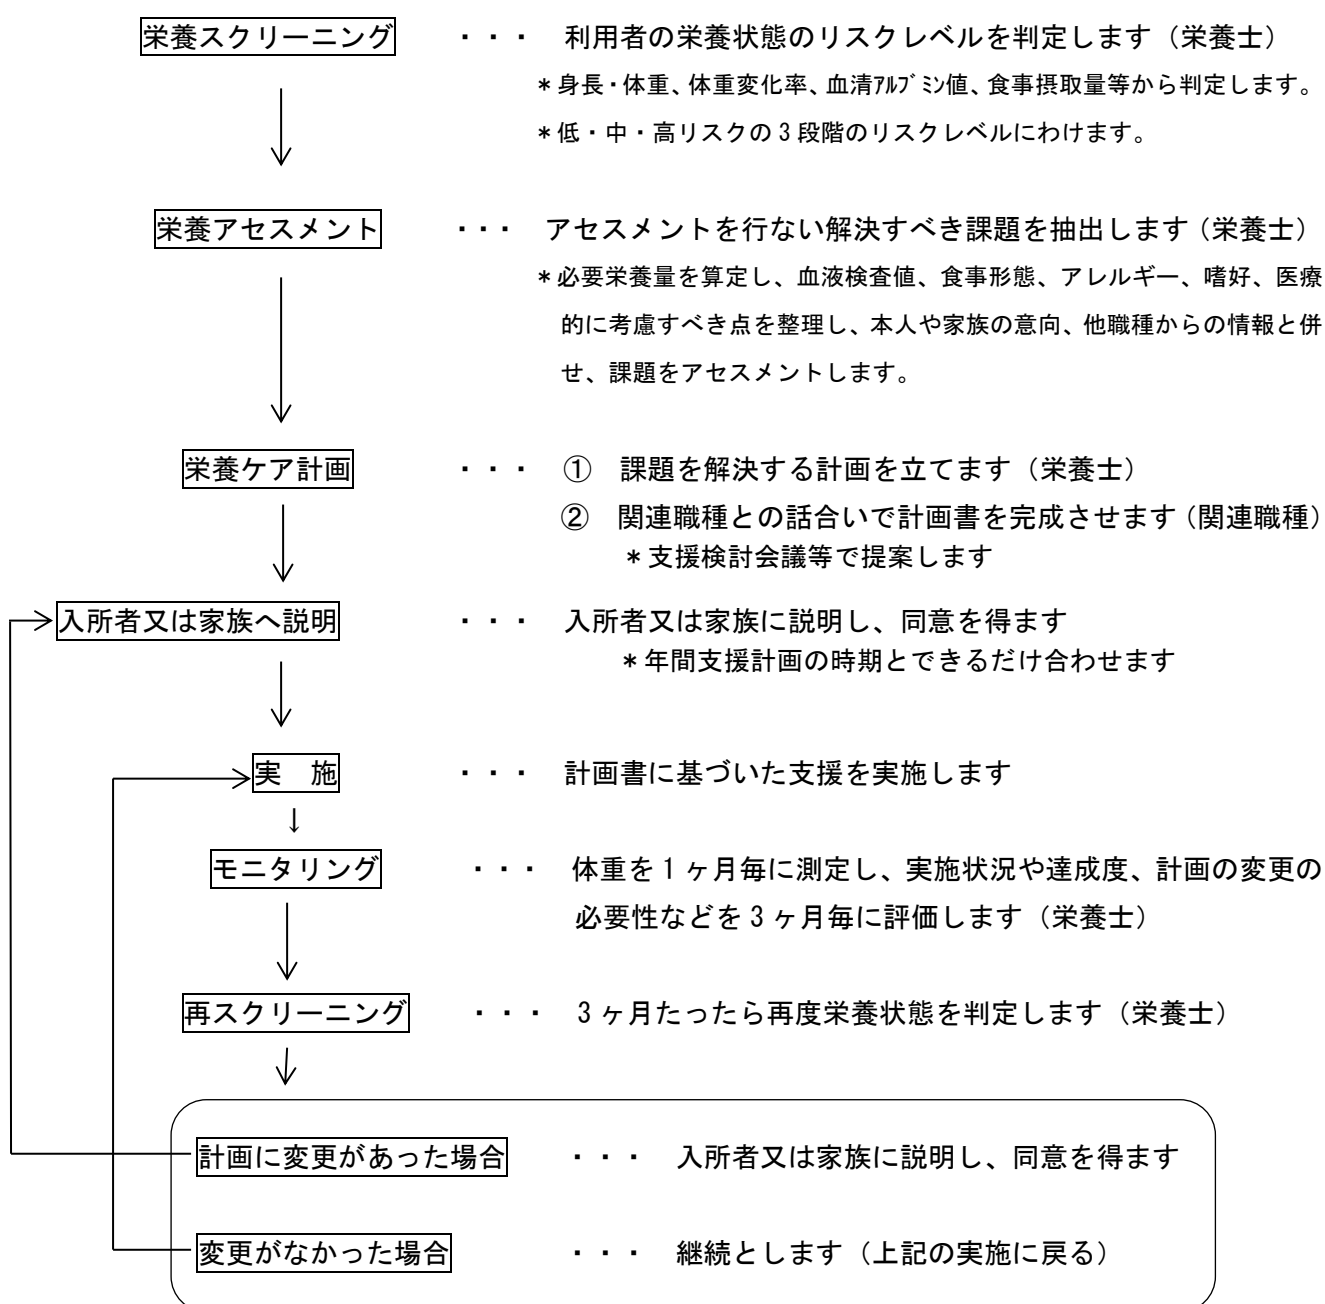 栄養スクリーニング ・・・ 利用者の栄養状態のリスクレベルを判定します（栄養士）
＊身長・体重、体重変化率、血清ｱﾙﾌﾞﾐﾝ値、食事摂取量等から判定します。
＊低・中・高リスクの3段階のリスクレベルにわけます。
栄養アセスメント ・・・ アセスメントを行ない解決すべき課題を抽出します（栄養士）
＊必要栄養量を算定し、血液検査値、食事形態、アレルギー、嗜好、医療
的に考慮すべき点を整理し、本人や家族の意向、他職種からの情報と併
せ、課題をアセスメントします。
栄養ケア計画 ・・・ ① 課題を解決する計画を立てます（栄養士）
② 関連職種との話合いで計画書を完成させます（関連職種）
＊支援検討会議等で提案します
入所者又は家族へ説明 ・・・ 入所者又は家族に説明し、同意を得ます
＊年間支援計画の時期とできるだけ合わせます
実 施 ・・・ 計画書に基づいた支援を実施します
↓
モニタリング ・・・ 体重を1ヶ月毎に測定し、実施状況や達成度、計画の変更の
必要性などを3ヶ月毎に評価します（栄養士）
再スクリーニング ・・・ 3ヶ月たったら再度栄養状態を判定します（栄養士）
計画に変更があった場合 ・・・ 入所者又は家族に説明し、同意を得ます
変更がなかった場合 ・・・ 継続とします（上記の実施に戻る）